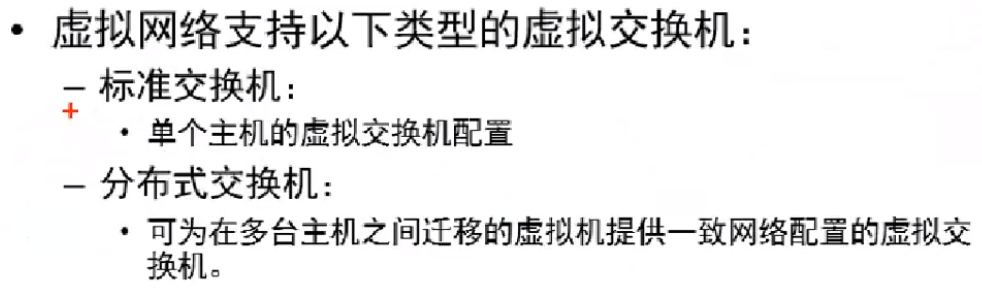 • 虚拟网络支持以下类型的虚拟交换机：
– 标准交换机：
• 单个主机的虚拟交换机配置
– 分布式交换机：
• 可为在多台主机之间迁移的虚拟机提供一致网络配置的虚拟交
换机。